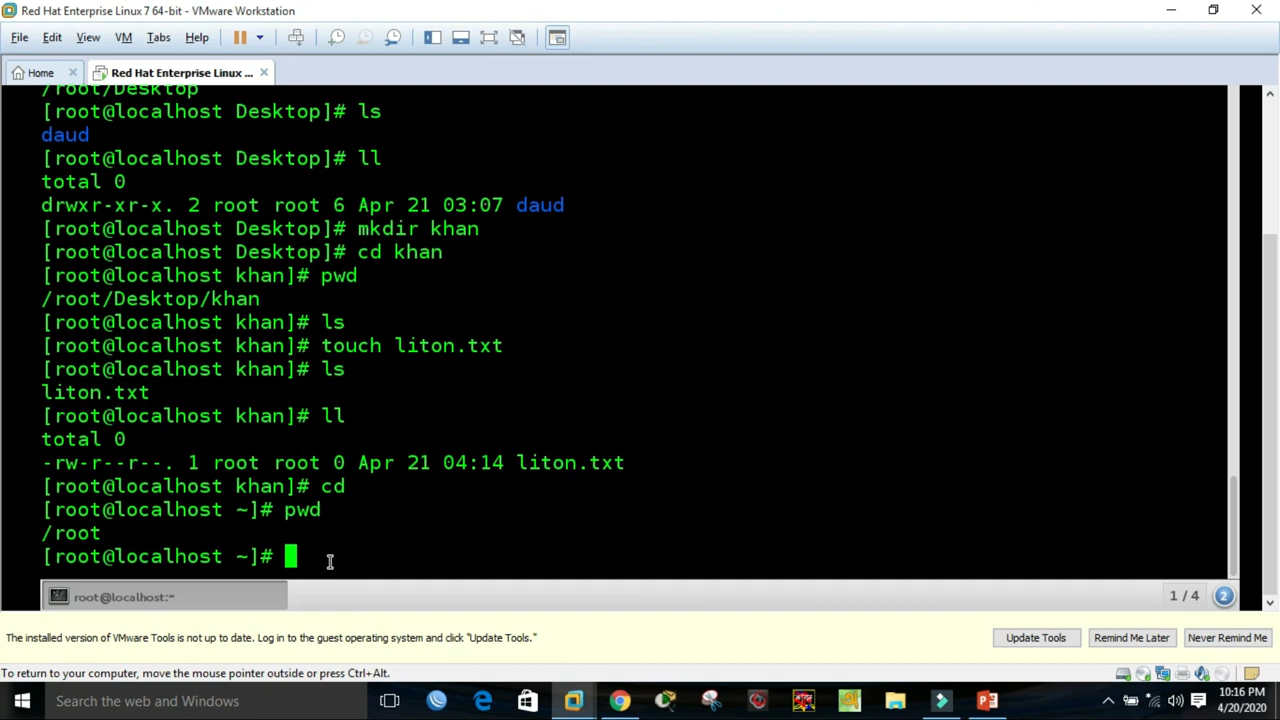 Red Hat Enterprise Linux 7 64-bit - VMware Workstation
File Edit View VM Tabs Help
Home Red Hat Enterprise Linux ...
/root/Desktop
[root@localhost Desktop]# ls
daud
[root@localhost Desktop]# ll
total 0
drwxr-xr-x. 2 root root 6 Apr 21 03:07 daud
[root@localhost Desktop]# mkdir khan
[root@localhost Desktop]# cd khan
[root@localhost khan]# pwd
/root/Desktop/khan
[root@localhost khan]# ls
[root@localhost khan]# touch liton.txt
[root@localhost khan]# ls
liton.txt
[root@localhost khan]# ll
total 0
-rw-r--r--. 1 root root 0 Apr 21 04:14 liton.txt
[root@localhost khan]# cd
[root@localhost ~]# pwd
/root
[root@localhost ~]#
root@localhost:~ 1 / 4 2
The installed version of VMware Tools is not up to date. Log in to the guest operating system and click "Update Tools." Update Tools Remind Me Later Never Remind Me
To return to your computer, move the mouse pointer outside or press Ctrl+Alt.
Search the web and Windows
10:16 PM
4/20/2020